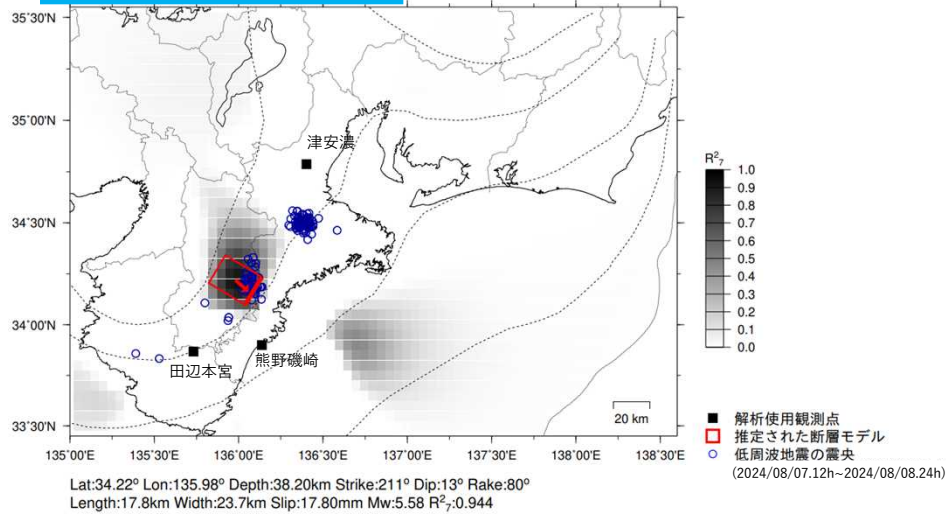 35°30'N
35°00'N
34°30'N
34°00'N
33°30'N
135°00'E 135°30'E 136°00'E 136°30'E 137°00'E 137°30'E 138°00'E 138°30'E
津安濃
田辺本宮
熊野磯崎
20 km
R²₇
1.0
0.9
0.8
0.7
0.6
0.5
0.4
0.3
0.2
0.1
0.0
解析使用観測点
推定された断層モデル
低周波地震の震央
(2024/08/07.12h~2024/08/08.24h)
Lat:34.22° Lon:135.98° Depth:38.20km Strike:211° Dip:13° Rake:80°
Length:17.8km Width:23.7km Slip:17.80mm Mw:5.58 R²₇:0.944